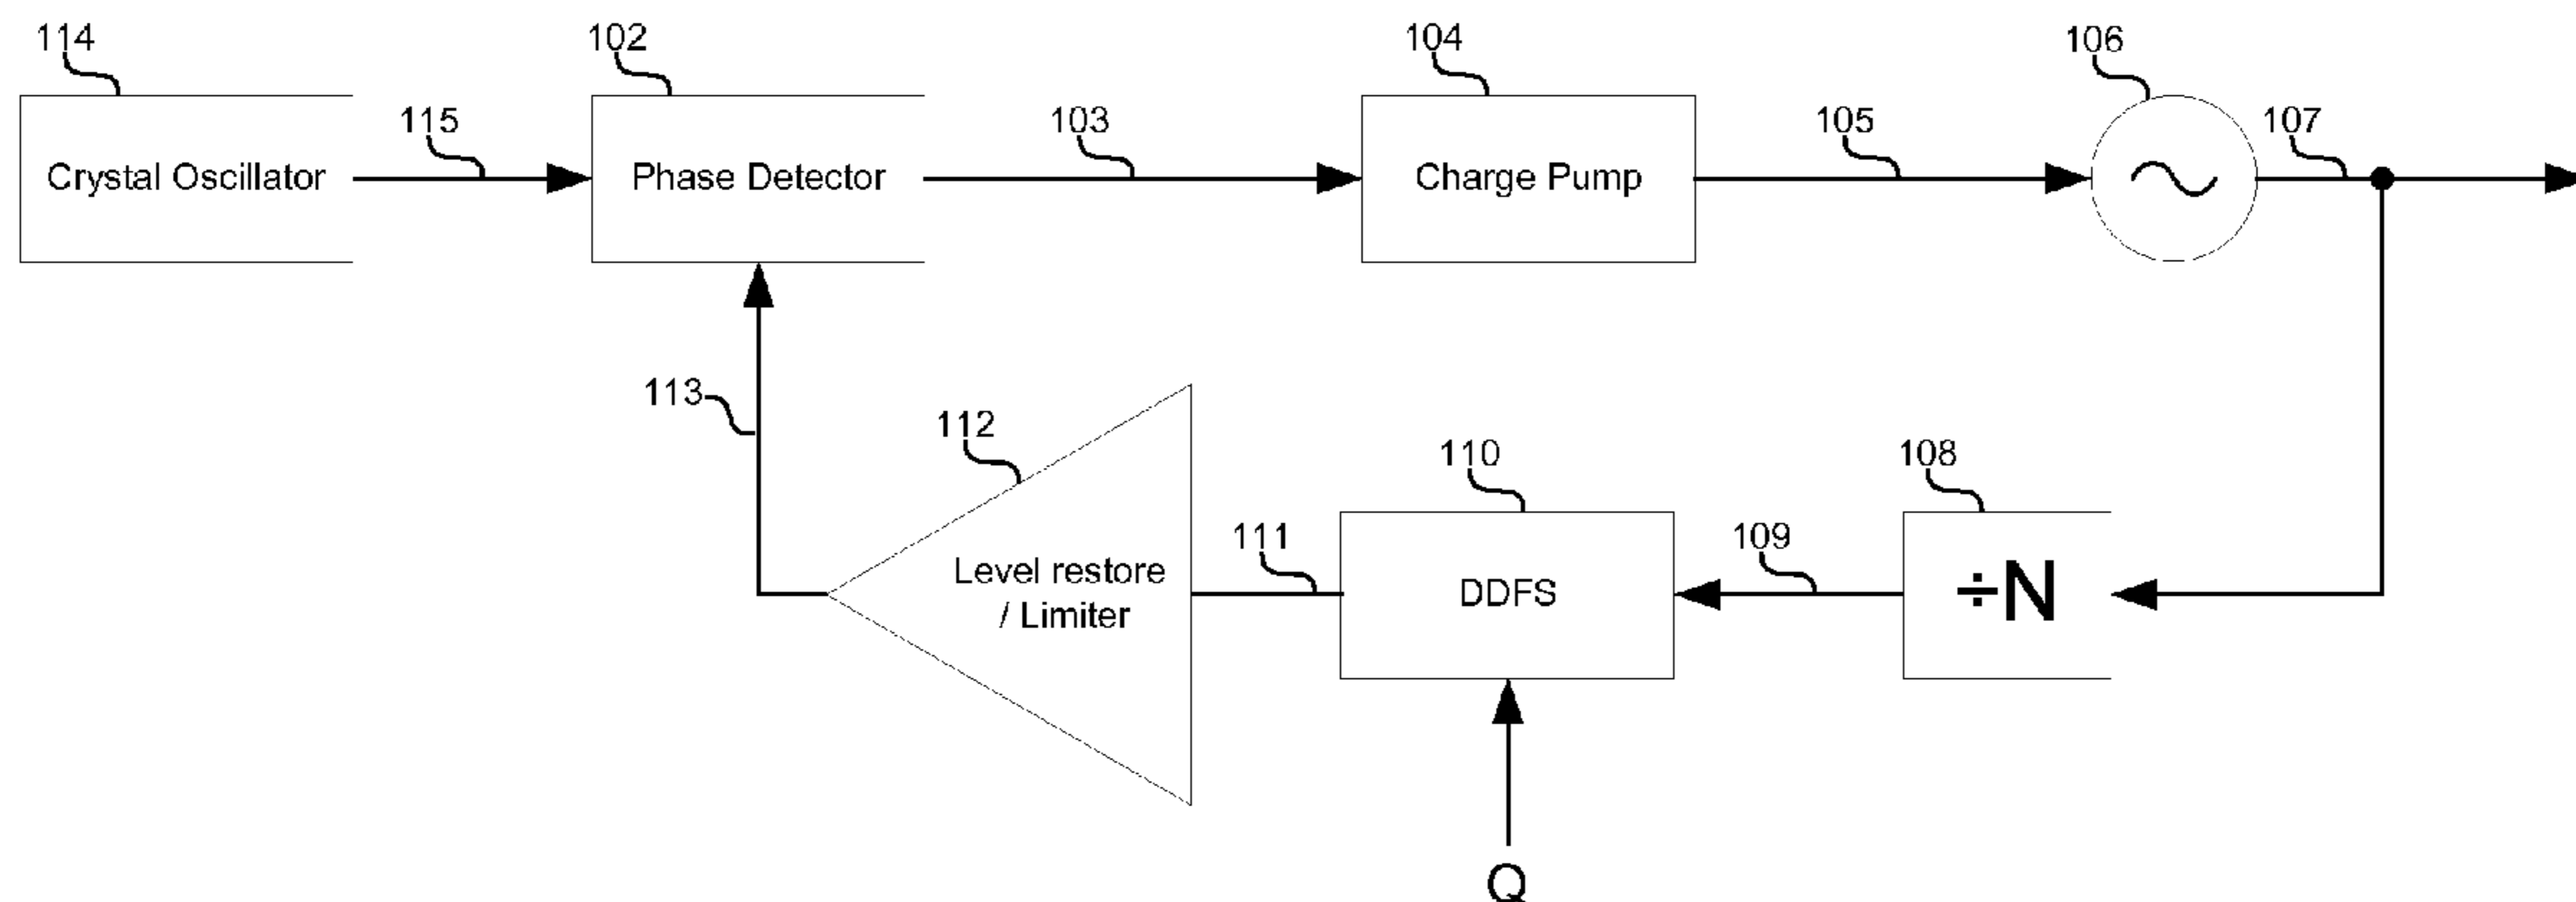 114
102
104
106
115
103
105
107
Crystal Oscillator
Phase Detector
Charge Pump
113
112
110
108
111
109
Level restore
/ Limiter
DDFS
÷N
Q